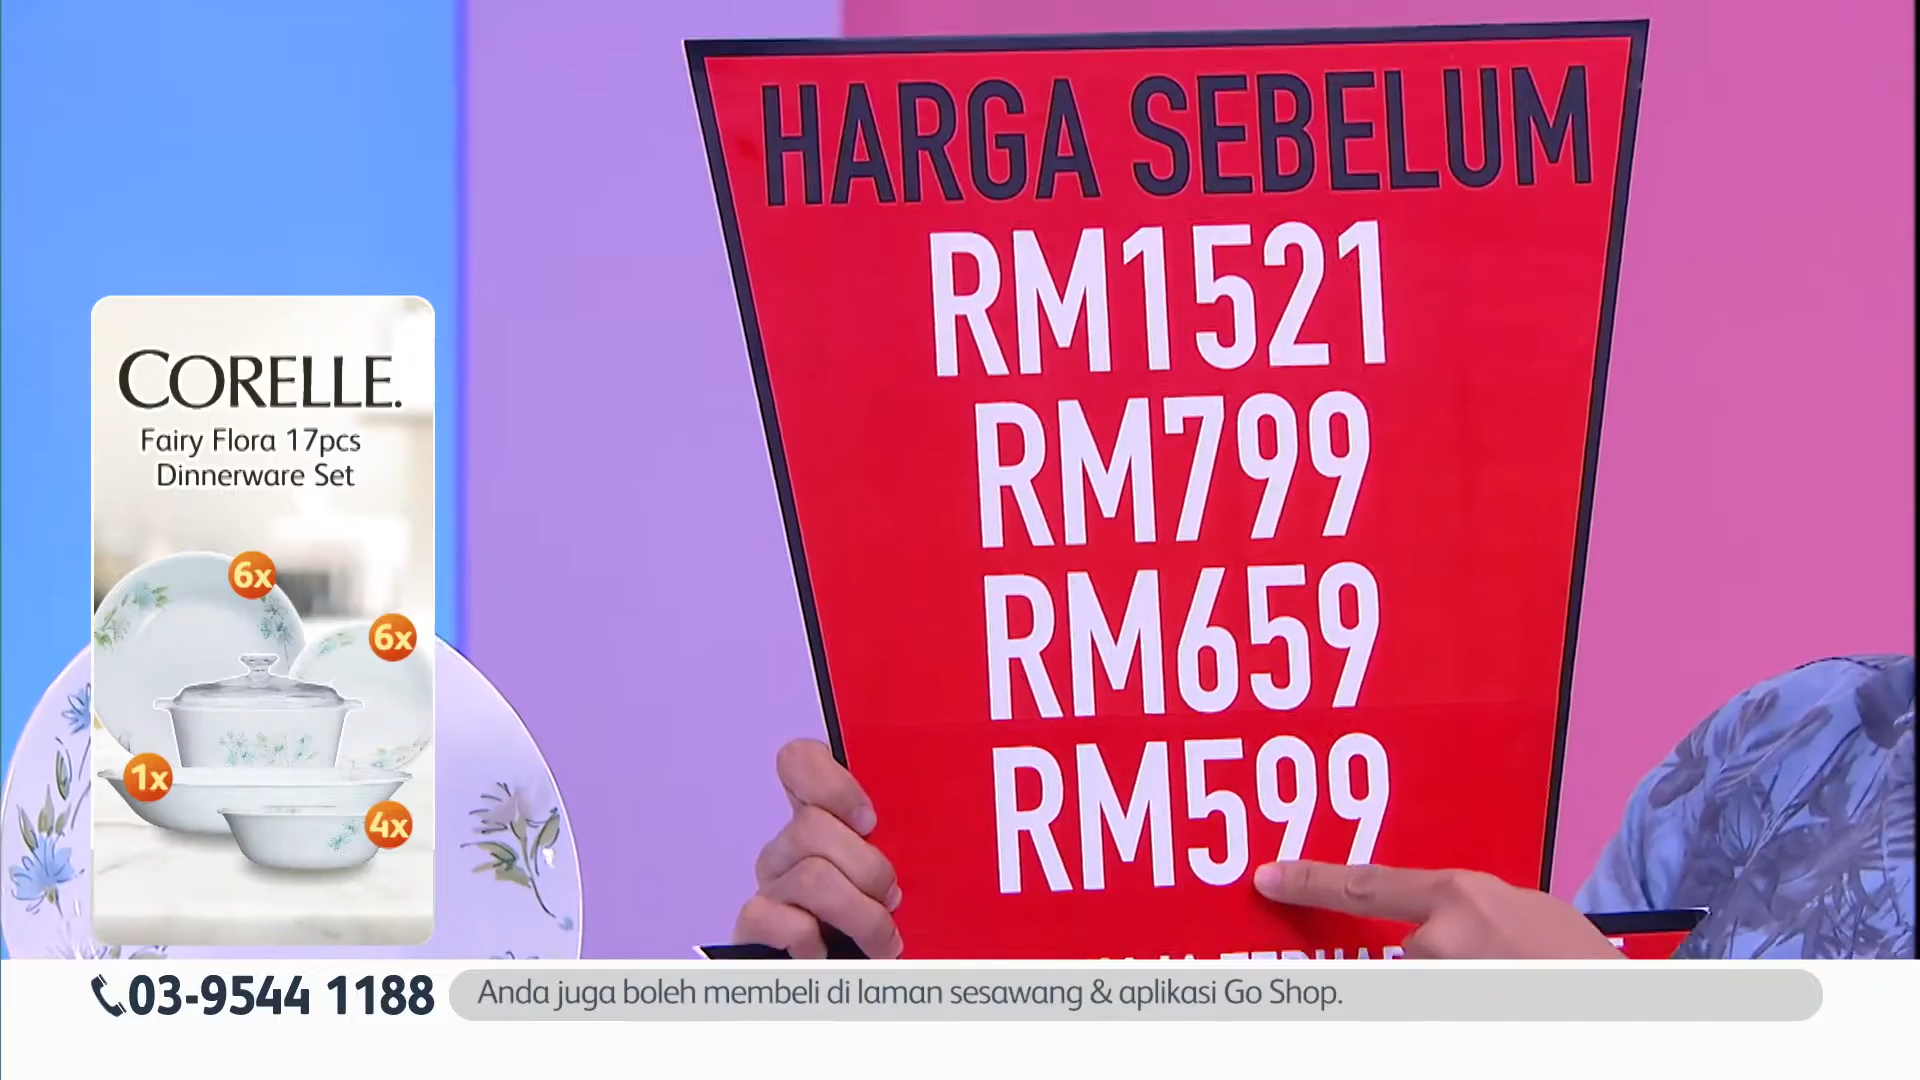 HARGA SEBELUM
RM1521
RM799
RM659
RM599
CORELLE.
Fairy Flora 17pcs
Dinnerware Set
6x
6x
1x
4x
03-9544 1188
Anda juga boleh membeli di laman sesawang & aplikasi Go Shop.